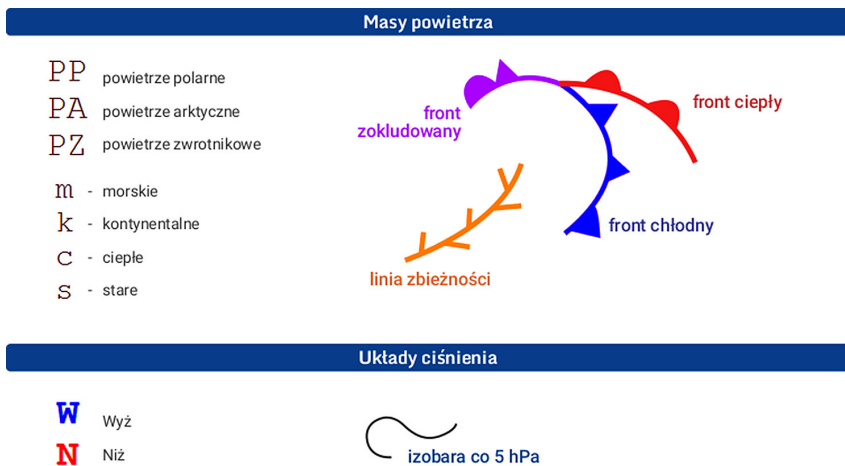 Masy powietrza
PP powietrze polarne
PA powietrze arktyczne
PZ powietrze zwrotnikowe
m - morskie
k - kontynentalne
c - ciepłe
s - stare
front
zokludowany
front ciepły
front chłodny
linia zbieżności
Układy ciśnienia
W Wyż
N Niż
izobara co 5 hPa